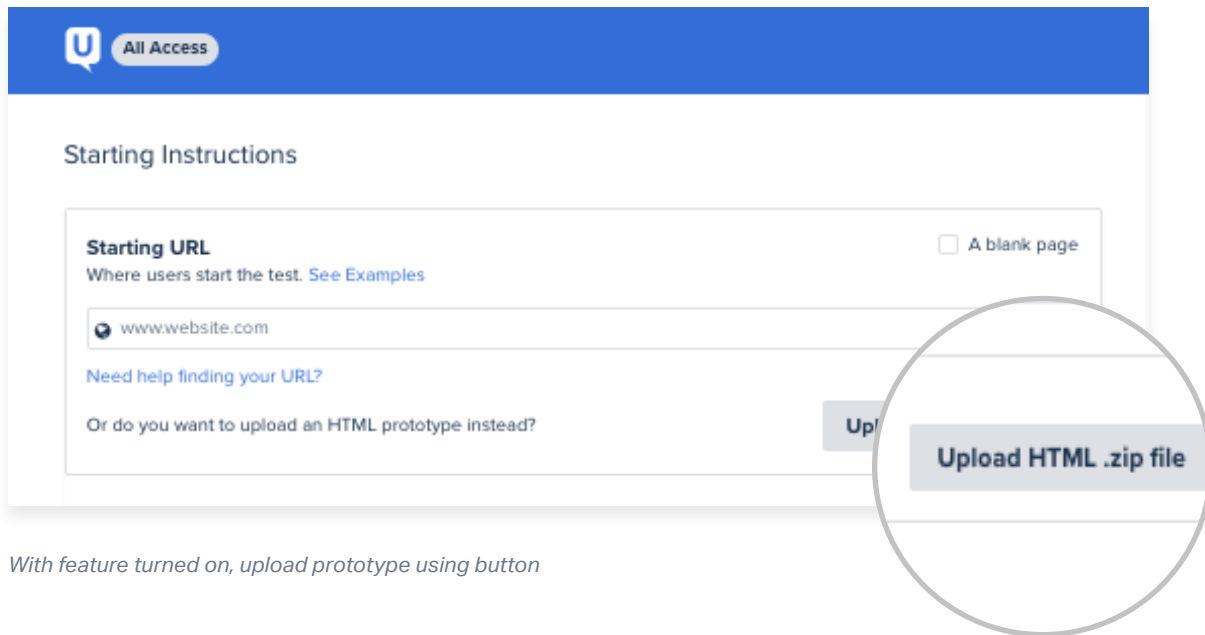 U All Access
Starting Instructions
Starting URL
A blank page
Where users start the test. See Examples
www.website.com
Need help finding your URL?
Or do you want to upload an HTML prototype instead?
Upl
Upload HTML .zip file
With feature turned on, upload prototype using button